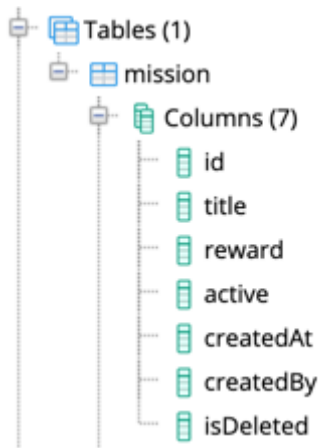 Tables (1)
mission
Columns (7)
id
title
reward
active
createdAt
createdBy
isDeleted